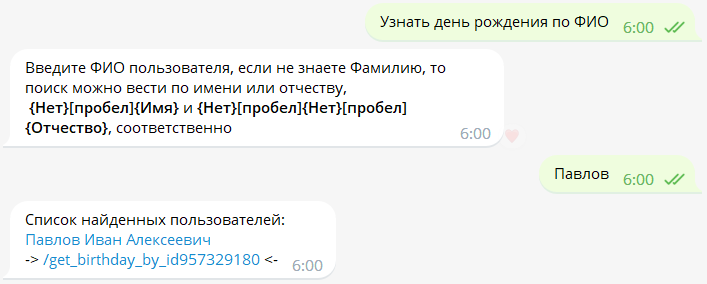 Узнать день рождения по ФИО
6:00
Введите ФИО пользователя, если не знаете Фамилию, то
поиск можно вести по имени или отчеству,
{Нет}[пробел]{Имя} и {Нет}[пробел]{Нет}[пробел]
{Отчество}, соответственно
6:00
Павлов
6:00
Список найденных пользователей:
Павлов Иван Алексеевич
-> /get_birthday_by_id957329180 <-
6:00